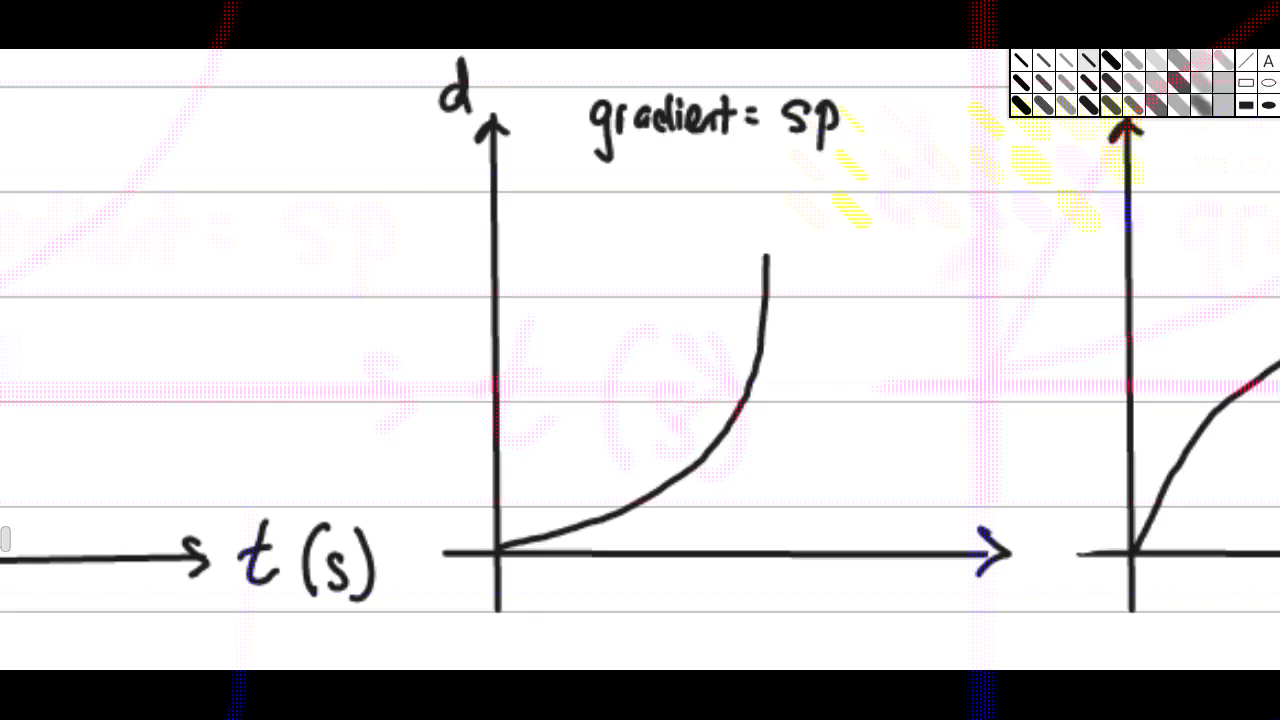 d
gradient = sp
t (s)
A